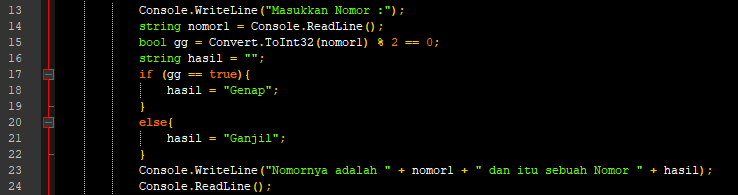 13 Console.WriteLine("Masukkan Nomor :");
14 string nomor1 = Console.ReadLine();
15 bool gg = Convert.ToInt32(nomor1) % 2 == 0;
16 string hasil = "";
17 if (gg == true){
18 hasil = "Genap";
19 }
20 else{
21 hasil = "Ganjil";
22 }
23 Console.WriteLine("Nomornya adalah " + nomor1 + " dan itu sebuah Nomor " + hasil);
24 Console.ReadLine();